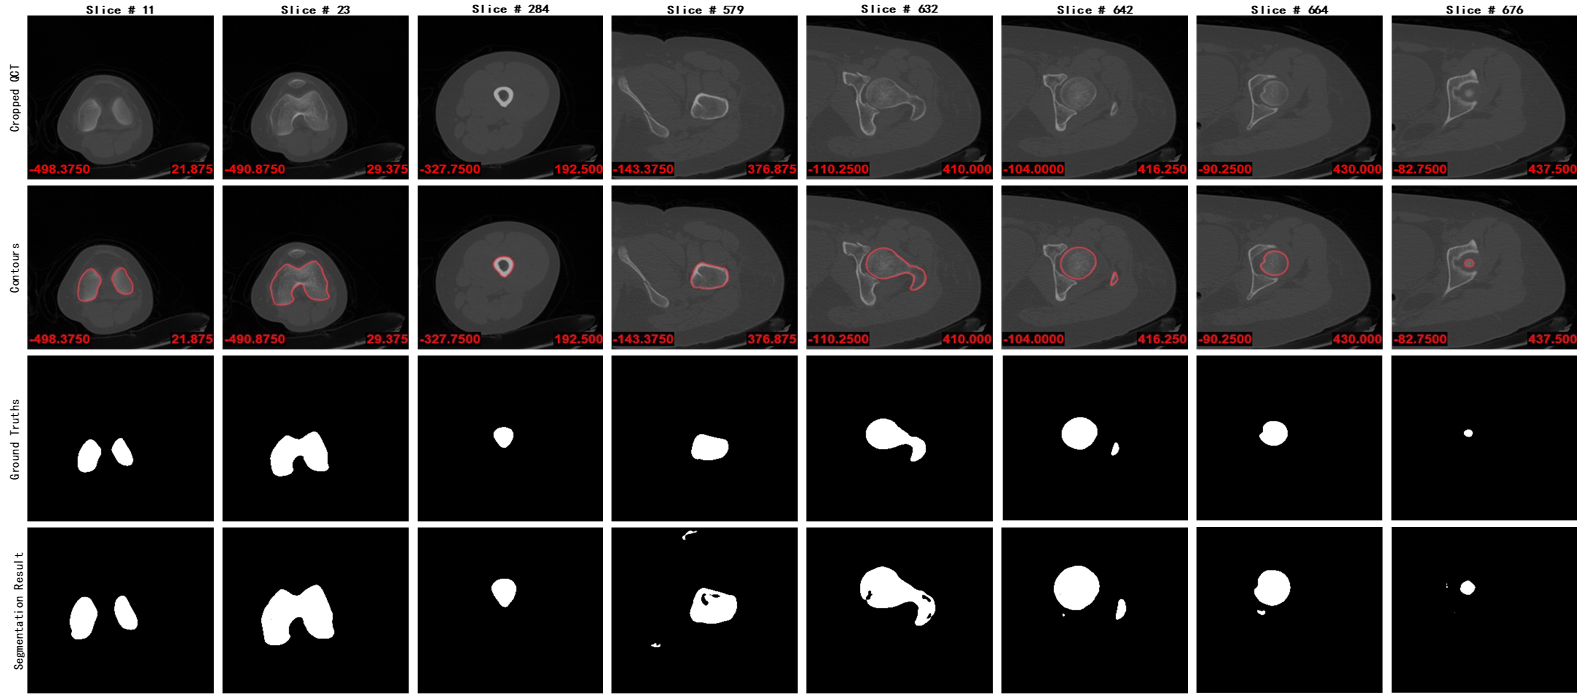 Slice # 11 Slice # 23 Slice # 284 Slice # 579 Slice # 632 Slice # 642 Slice # 664 Slice # 676
Cropped QCT
-498.3750 21.875 -490.8750 29.375 -327.7500 192.500 -143.3750 376.875 -110.2500 410.000 -104.0000 416.250 -90.2500 430.000 -82.7500 437.500
Contours
-498.3750 21.875 -490.8750 29.375 -327.7500 192.500 -143.3750 376.875 -110.2500 410.000 -104.0000 416.250 -90.2500 430.000 -82.7500 437.500
Ground Truths
Segmentation Result